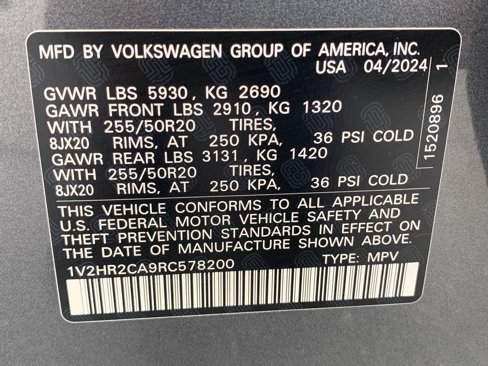 MFD BY VOLKSWAGEN GROUP OF AMERICA, INC.
USA 04/2024
GVWR LBS 5930, KG 2690
GAWR FRONT LBS 2910, KG 1320
WITH 255/50R20 TIRES,
8JX20 RIMS, AT 250 KPA, 36 PSI COLD
GAWR REAR LBS 3131, KG 1420
WITH 255/50R20 TIRES,
8JX20 RIMS, AT 250 KPA, 36 PSI COLD
THIS VEHICLE CONFORMS TO ALL APPLICABLE
U.S. FEDERAL MOTOR VEHICLE SAFETY AND
THEFT PREVENTION STANDARDS IN EFFECT ON
THE DATE OF MANUFACTURE SHOWN ABOVE.
1V2HR2CA9RC578200 TYPE: MPV
1520896 1